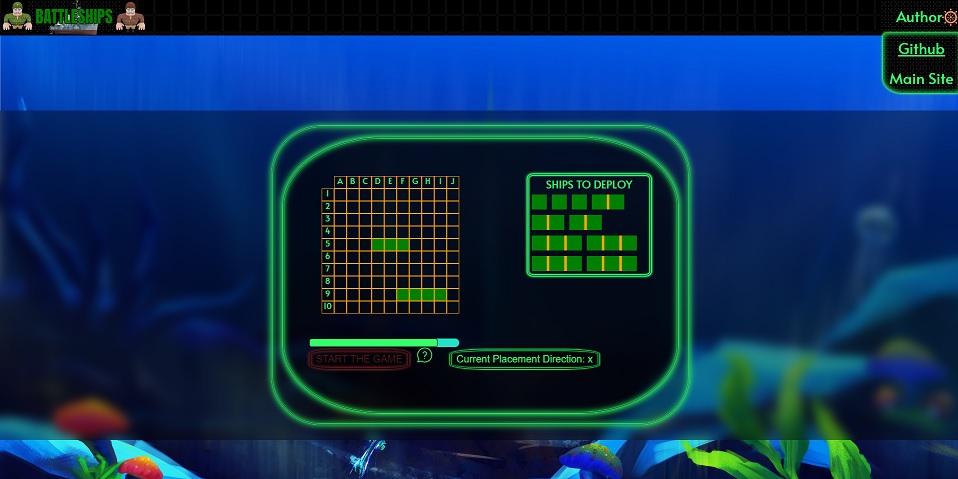 BATTLESHIPS
Author
Github
Main Site
A B C D E F G H I J
1
2
3
4
5
6
7
8
9
10
SHIPS TO DEPLOY
START THE GAME
?
Current Placement Direction: x